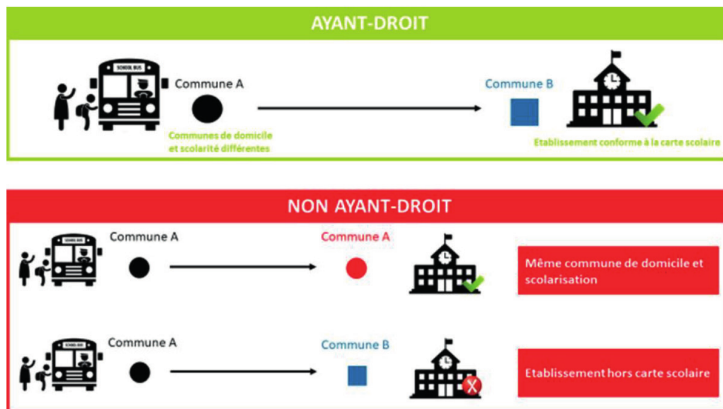 AYANT-DROIT
SCHOOL BUS
Commune A
Commune B
Communes de domicile
et scolarité différentes
Etablissement conforme à la carte scolaire
NON AYANT-DROIT
Commune A
Commune A
Même commune de domicile et
scolarisation
Commune A
Commune B
Etablissement hors carte scolaire